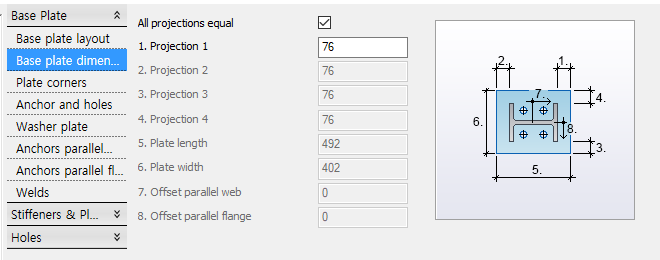 Base Plate
Base plate layout
Base plate dimen...
Plate corners
Anchor and holes
Washer plate
Anchors parallel...
Anchors parallel fl...
Welds
Stiffeners & Pl...
Holes
All projections equal
1. Projection 1 76
2. Projection 2 76
3. Projection 3 76
4. Projection 4 76
5. Plate length 492
6. Plate width 402
7. Offset parallel web 0
8. Offset parallel flange 0
2. 1.
7. 4.
6. 8.
3.
5.